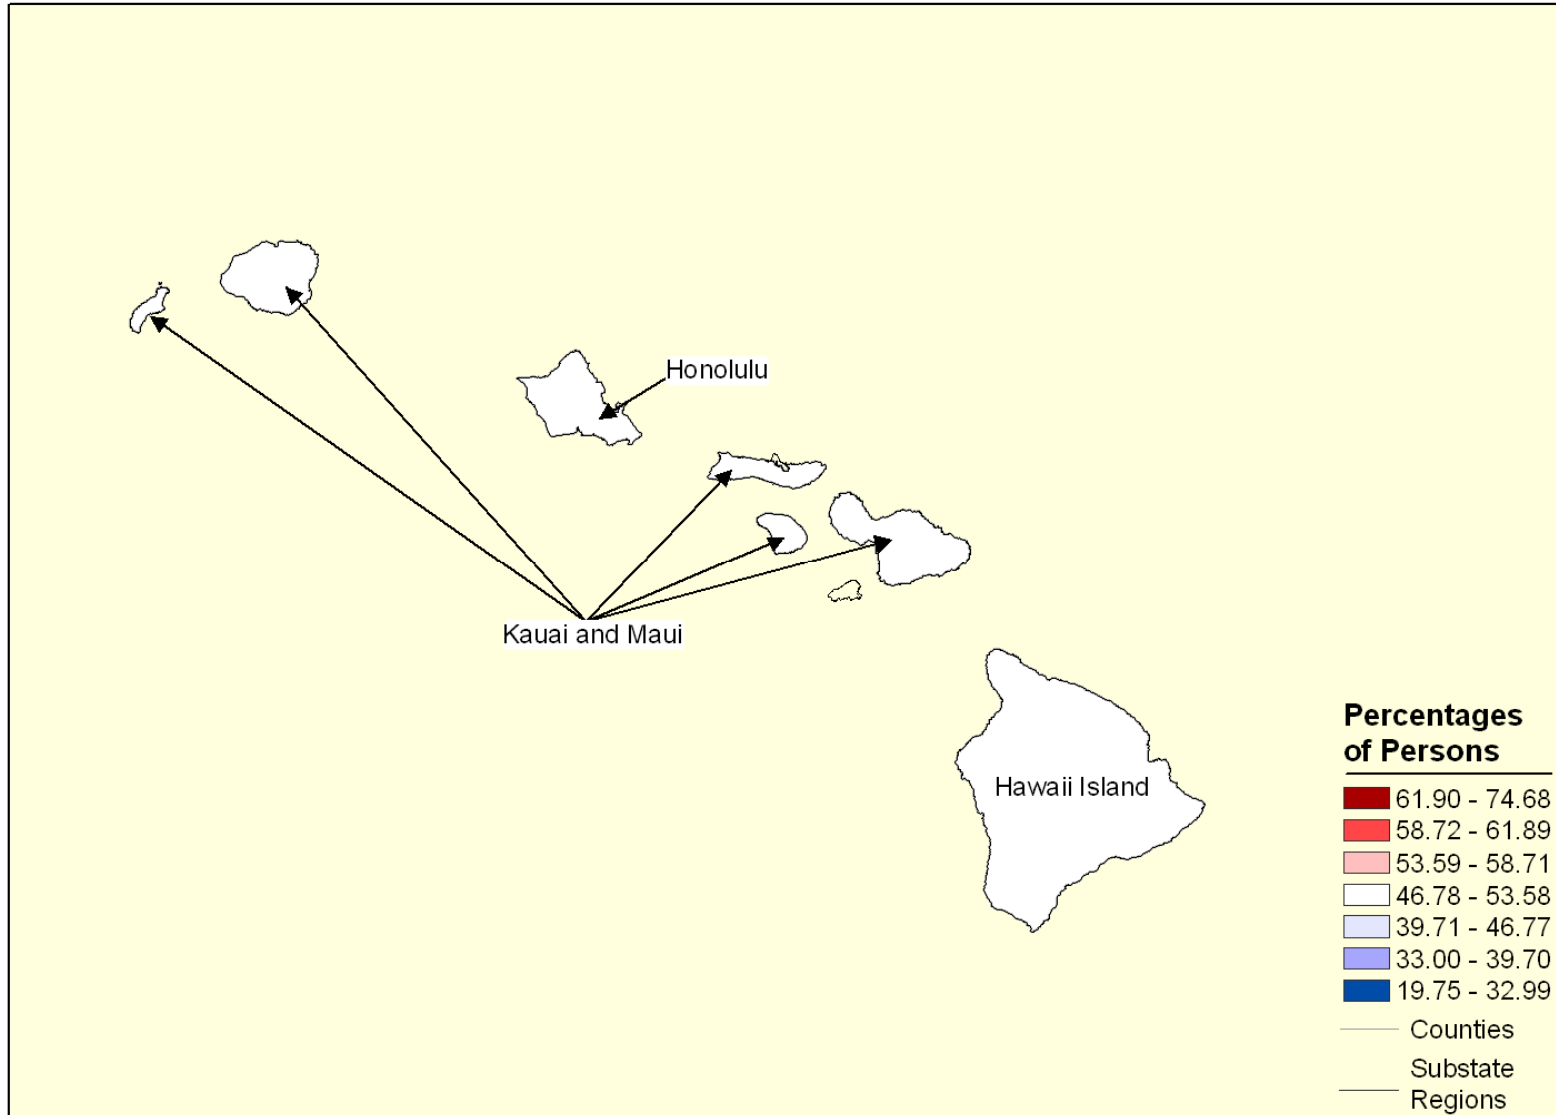 Honolulu
Kauai and Maui
Hawaii Island
Percentages
of Persons
61.90 - 74.68
58.72 - 61.89
53.59 - 58.71
46.78 - 53.58
39.71 - 46.77
33.00 - 39.70
19.75 - 32.99
Counties
Substate
Regions